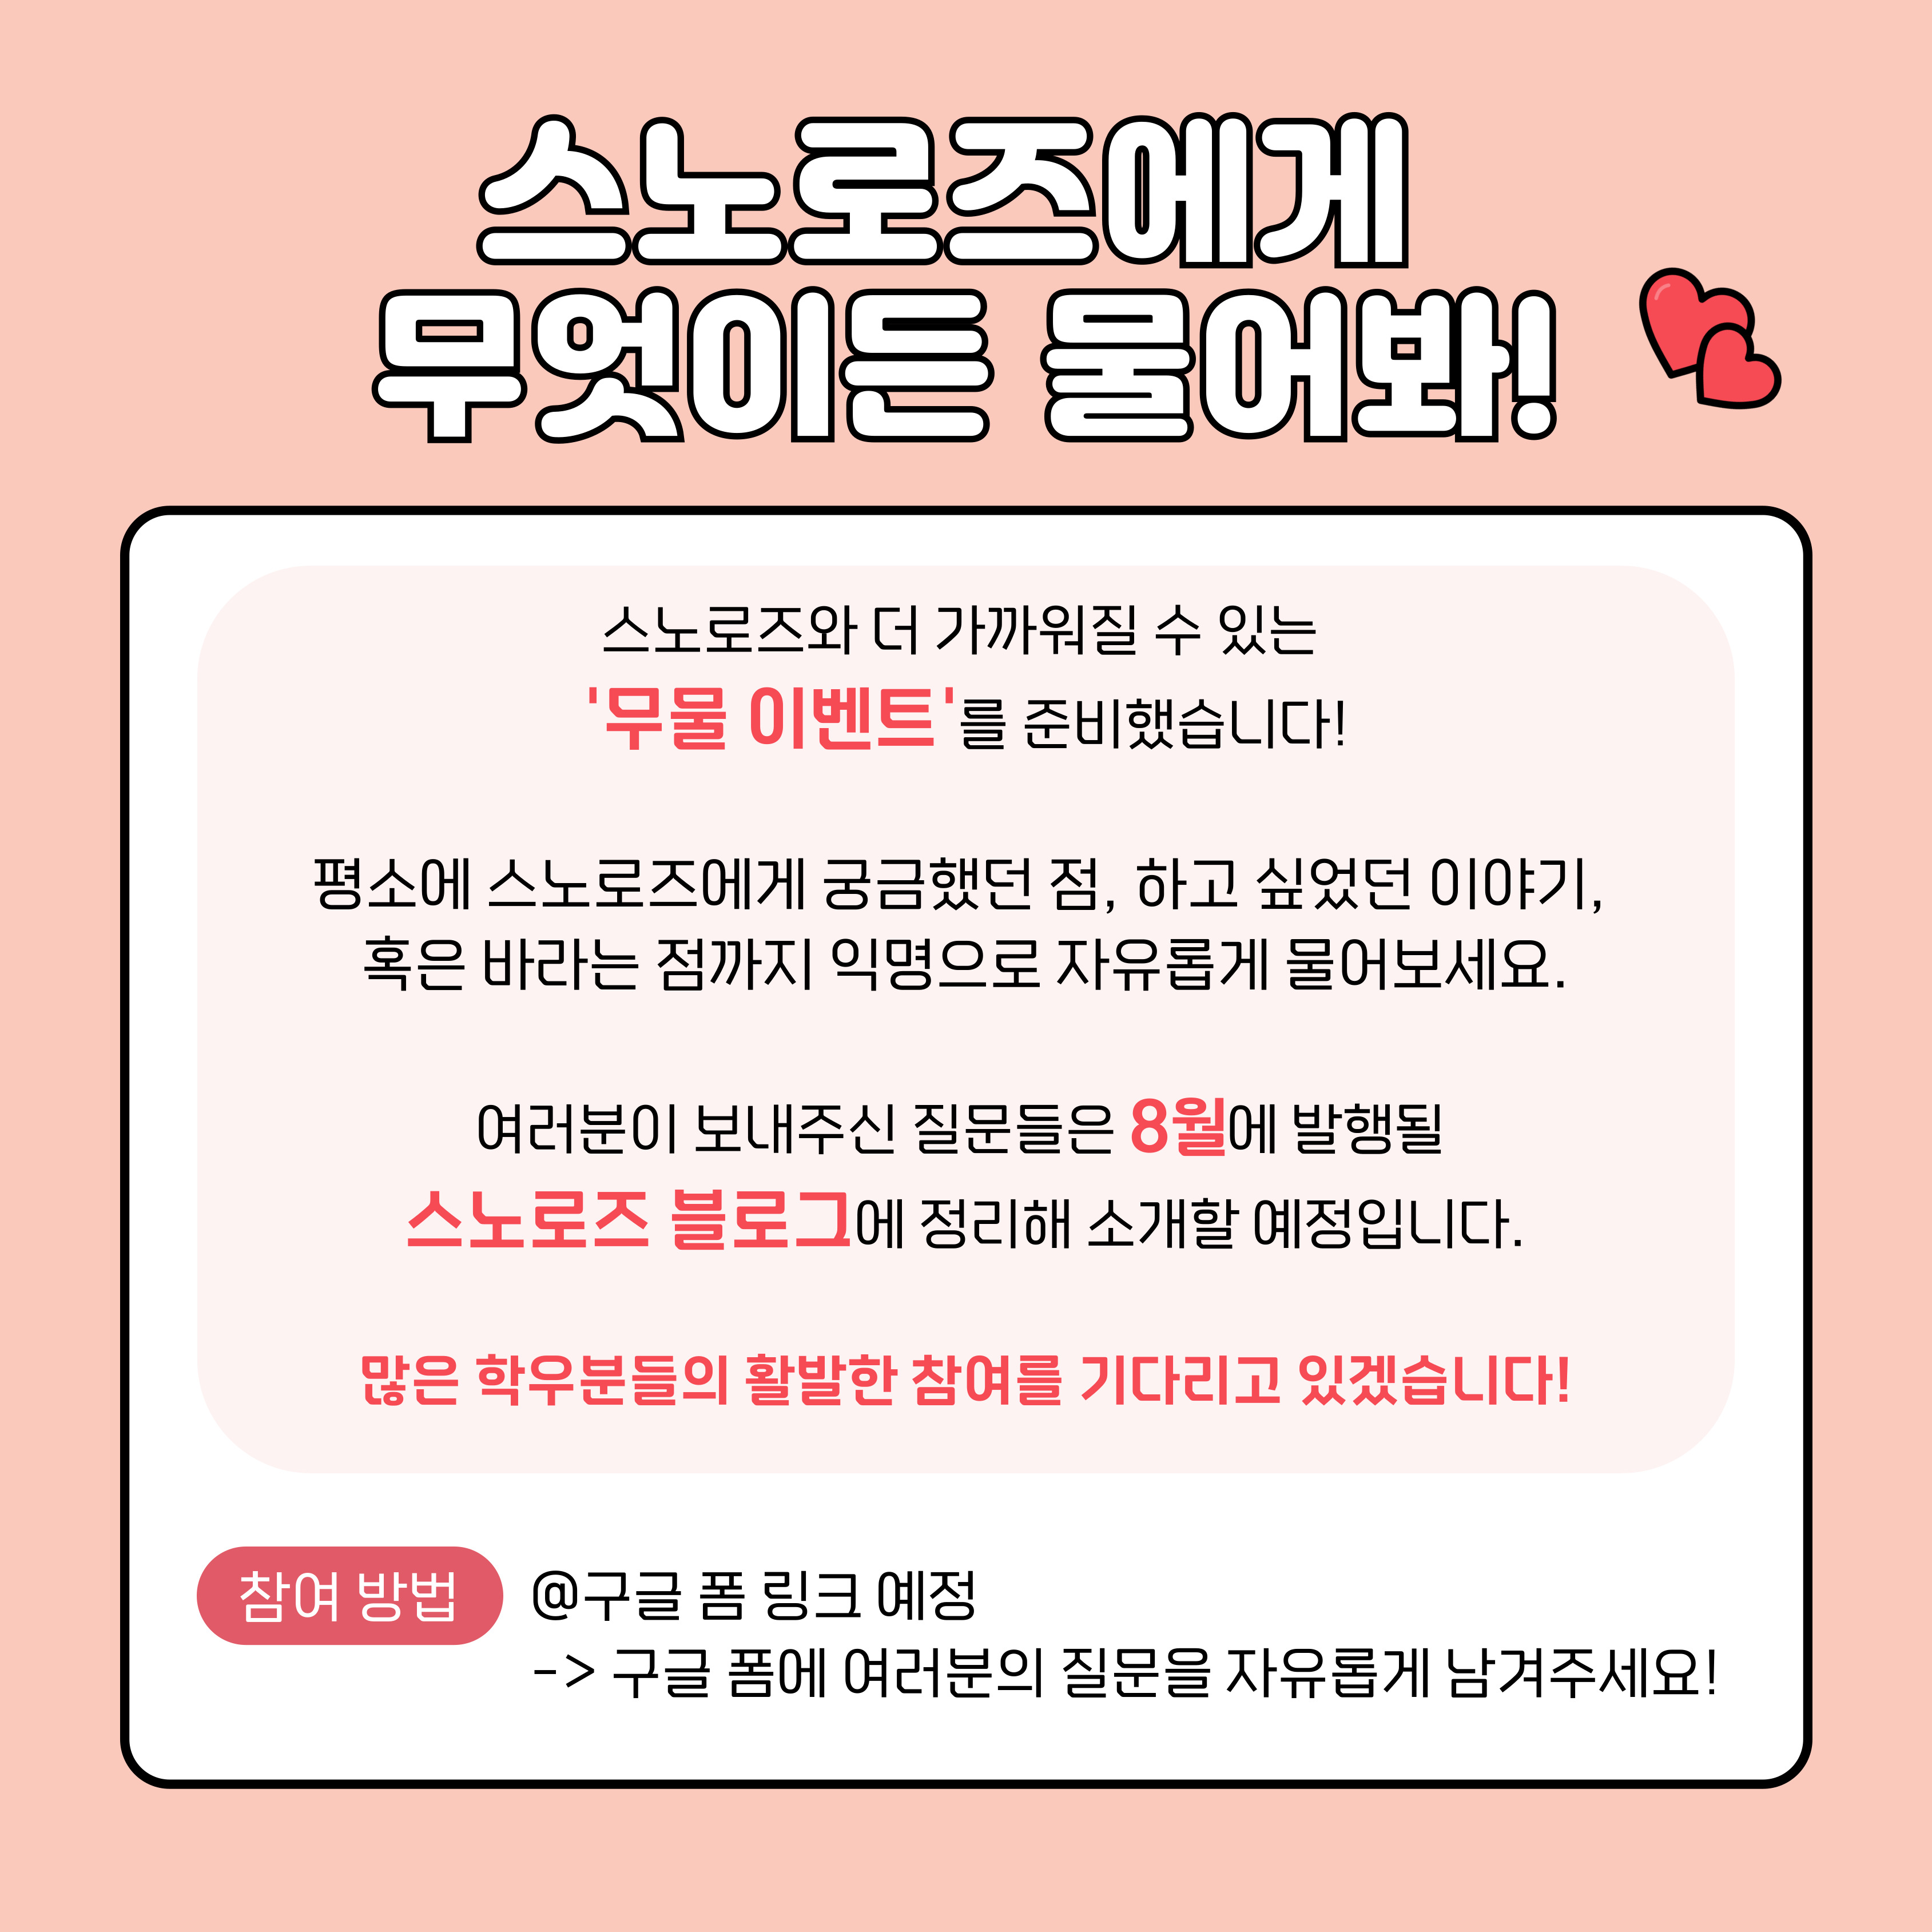 스노로즈에게
무엇이든 물어봐!
스노로즈와 더 가까워질 수 있는
'무물 이벤트'를 준비했습니다!
평소에 스노로즈에게 궁금했던 점, 하고 싶었던 이야기,
혹은 바라는 점까지 익명으로 자유롭게 물어보세요.
여러분이 보내주신 질문들은 8월에 발행될
스노로즈 블로그에 정리해 소개할 예정입니다.
많은 학우분들의 활발한 참여를 기다리고 있겠습니다!
참여 방법 @구글 폼 링크 예정
-> 구글 폼에 여러분의 질문을 자유롭게 남겨주세요!